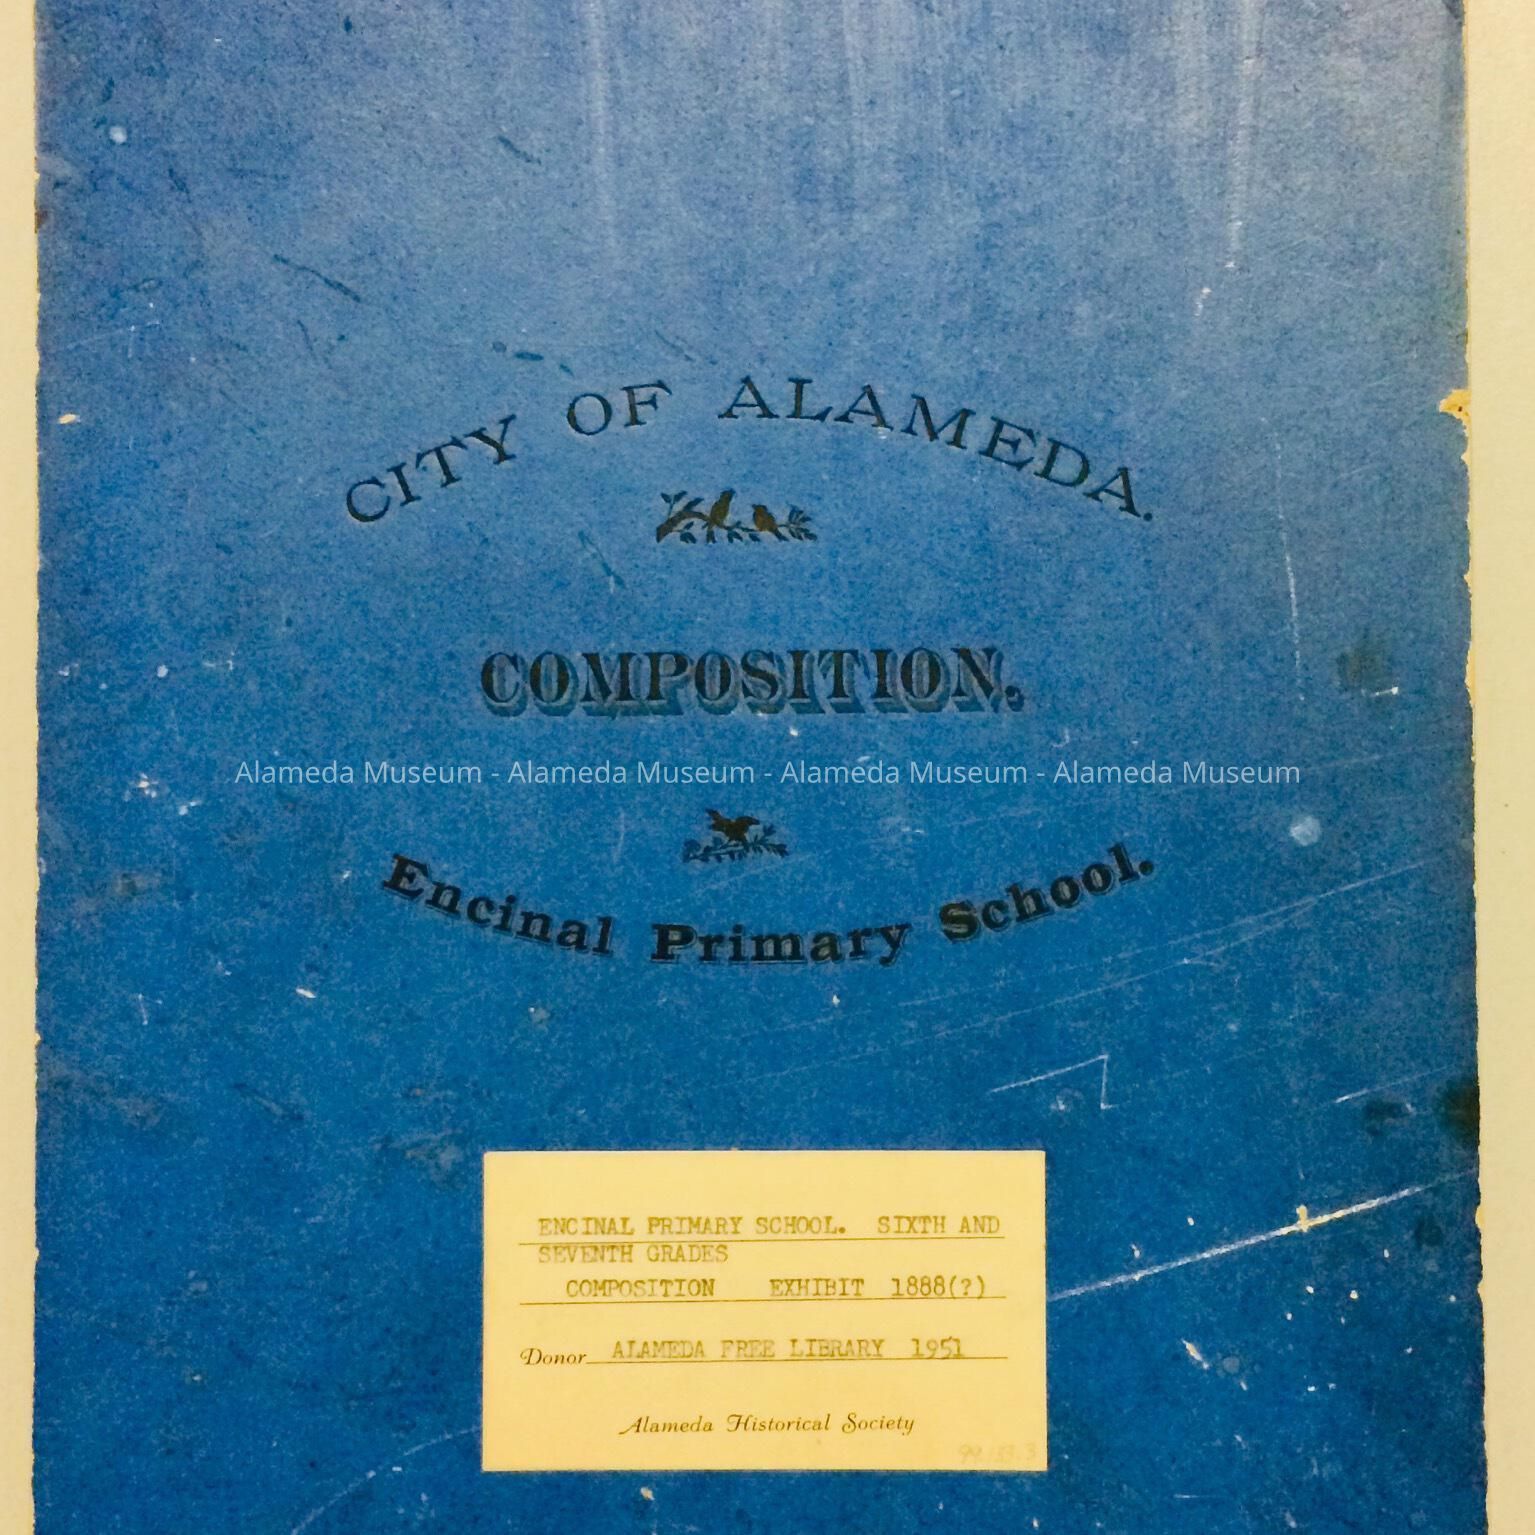 CITY OF ALAMEDA.
COMPOSITION.
Alameda Museum - Alameda Museum - Alameda Museum - Alameda Museum
Encinal Primary School.
ENCINAL PRIMARY SCHOOL. SIXTH AND
SEVENTH GRADES
COMPOSITION EXHIBIT 1888(?)
Donor ALAMEDA FREE LIBRARY 1951
Alameda Historical Society